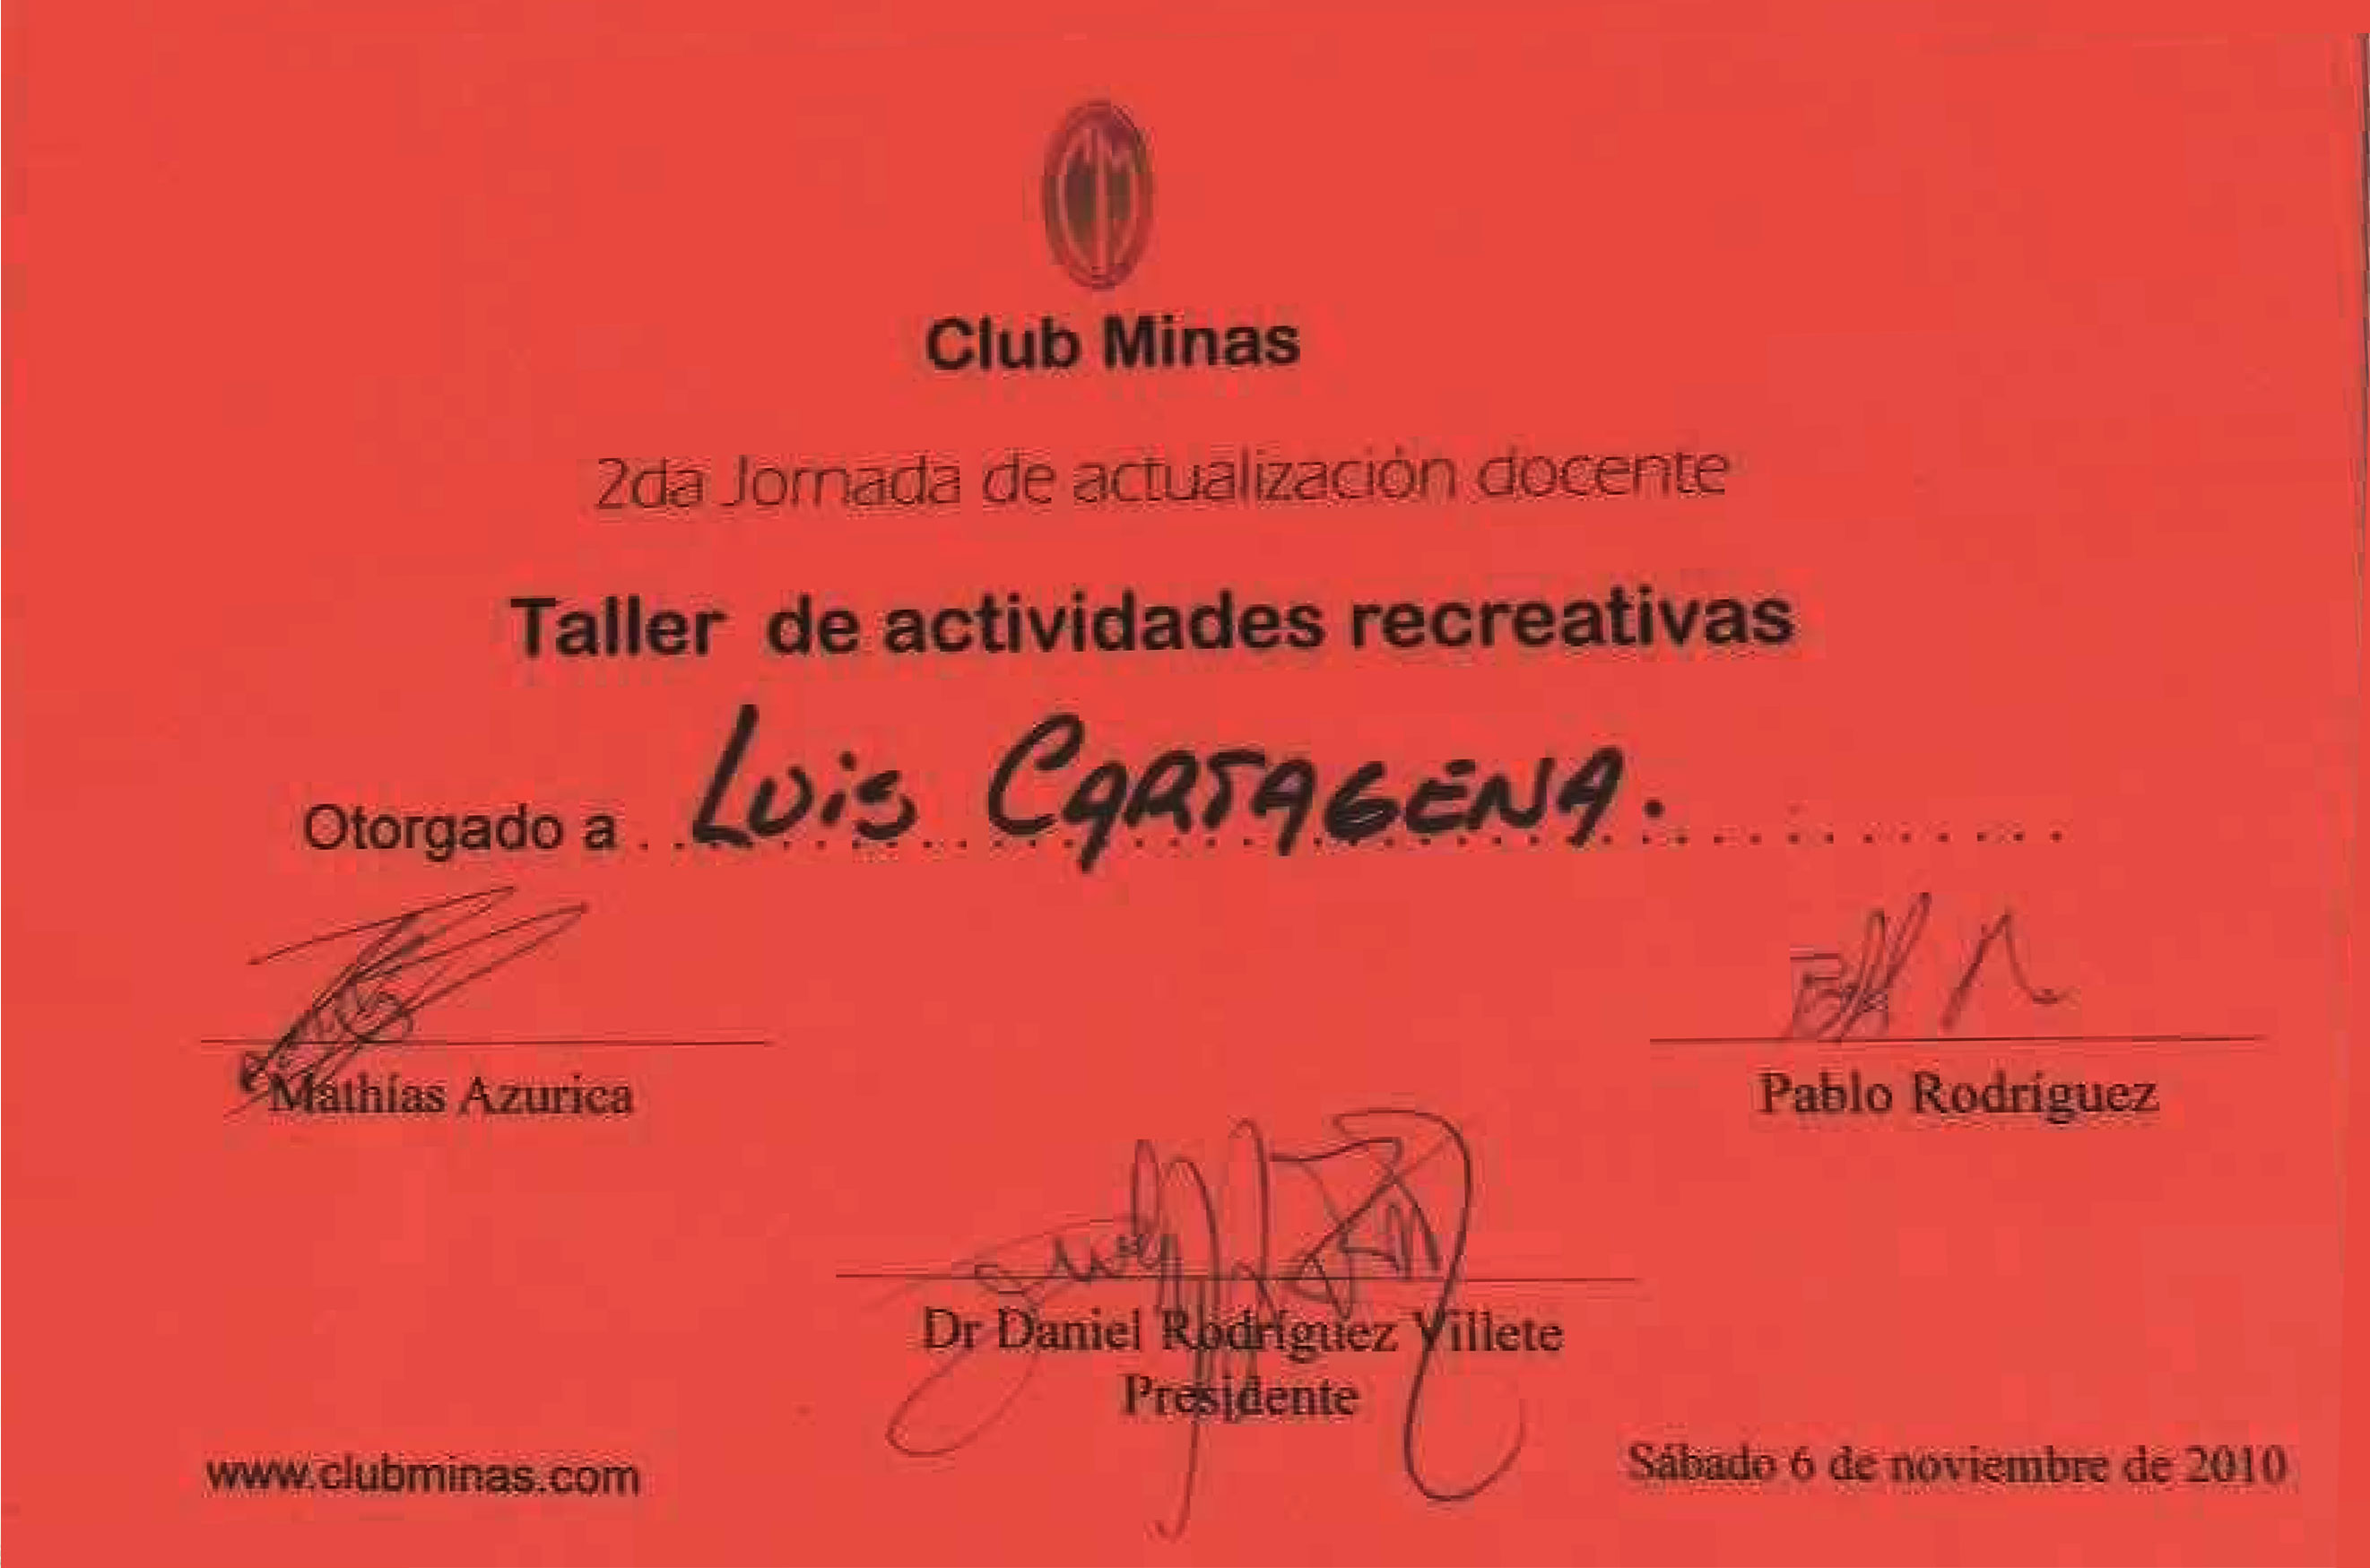 Club Minas
2da Jornada de actualización docente
Taller de actividades recreativas
Otorgado a Luis CARTAGENA.
Mathías Azurica
Pablo Rodríguez
Dr Daniel Rodríguez Villete
Presidente
www.clubminas.com
Sábado 6 de noviembre de 2010